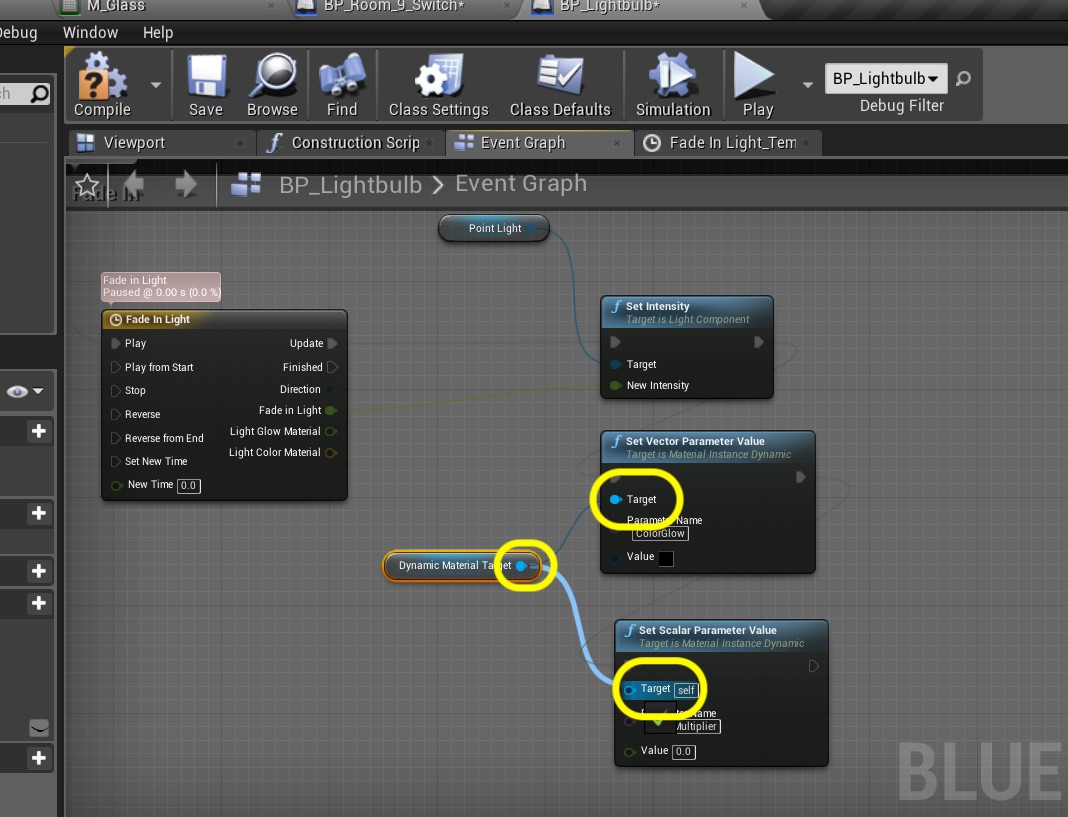 M_Glass
BP_Room_9_Switch*
BP_Lightbulb*
Debug
Window
Help
Compile
Save
Browse
Find
Class Settings
Class Defaults
Simulation
Play
BP_Lightbulb
Debug Filter
Viewport
Construction Scrip
Event Graph
Fade In Light_Tem
Fade In
BP_Lightbulb > Event Graph
Point Light
Fade in Light
Paused @ 0.00 s (0.0 %)
Fade In Light
Play
Update
Play from Start
Finished
Stop
Direction
Reverse
Fade in Light
Reverse from End
Light Glow Material
Set New Time
Light Color Material
New Time 0.0
Set Intensity
Target is Light Component
Target
New Intensity
Set Vector Parameter Value
Target is Material Instance Dynamic
Target
Parameter Name
ColorGlow
Value
Dynamic Material Target
Set Scalar Parameter Value
Target is Material Instance Dynamic
Target self
Name
Multiplier
Value 0.0
BLUE